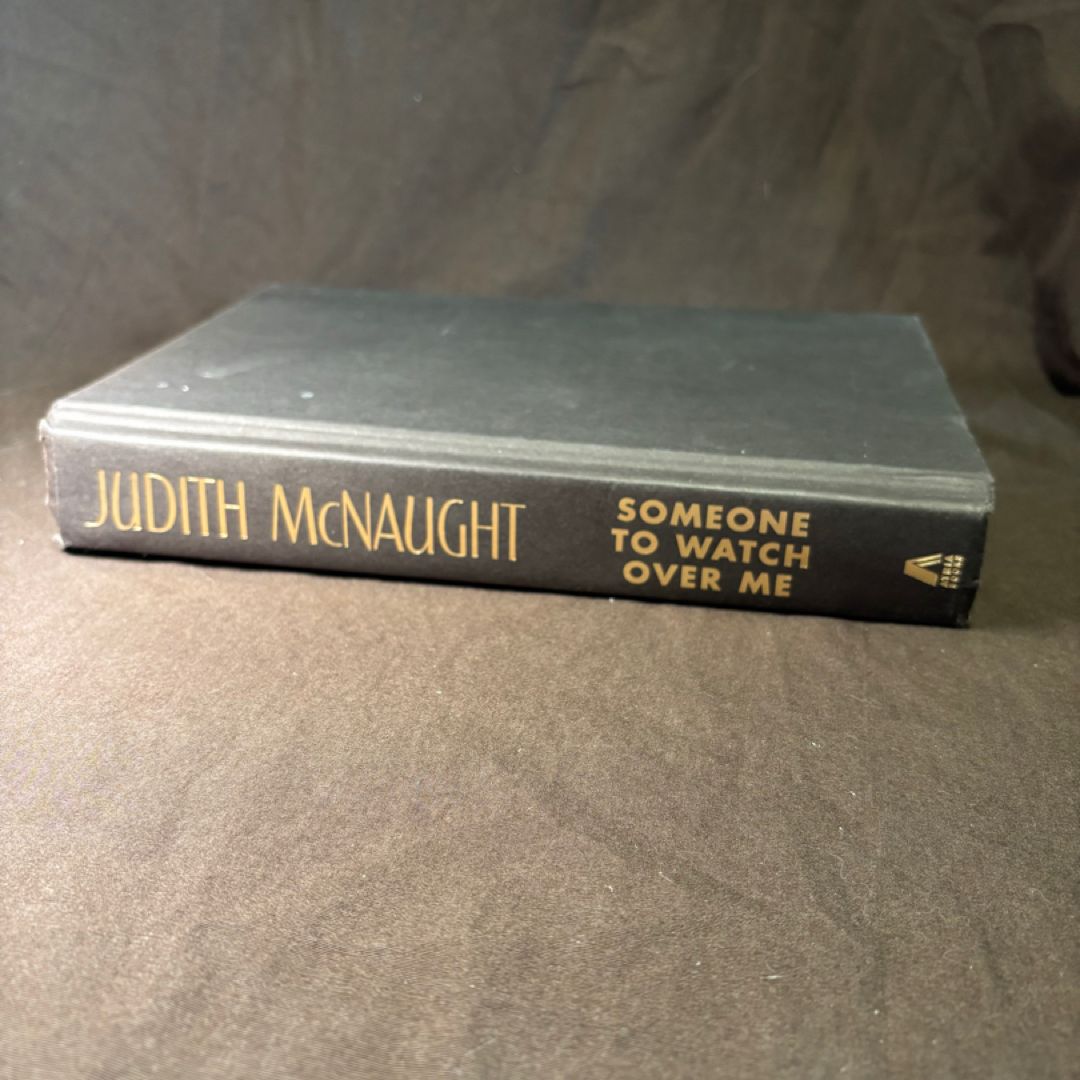 JUDITH McNAUGHT
SOMEONE
TO WATCH
OVER ME